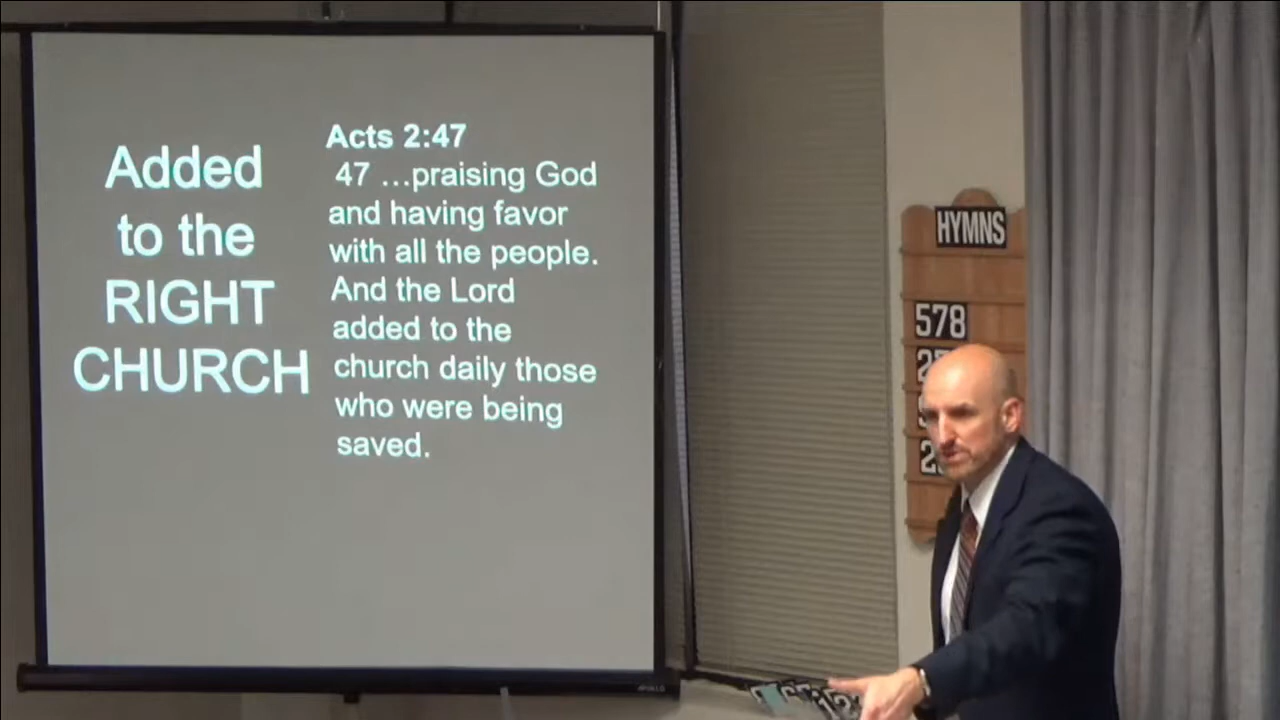 Added
to the
RIGHT
CHURCH
Acts 2:47
47 ...praising God
and having favor
with all the people.
And the Lord
added to the
church daily those
who were being
saved.
HYMNS
578